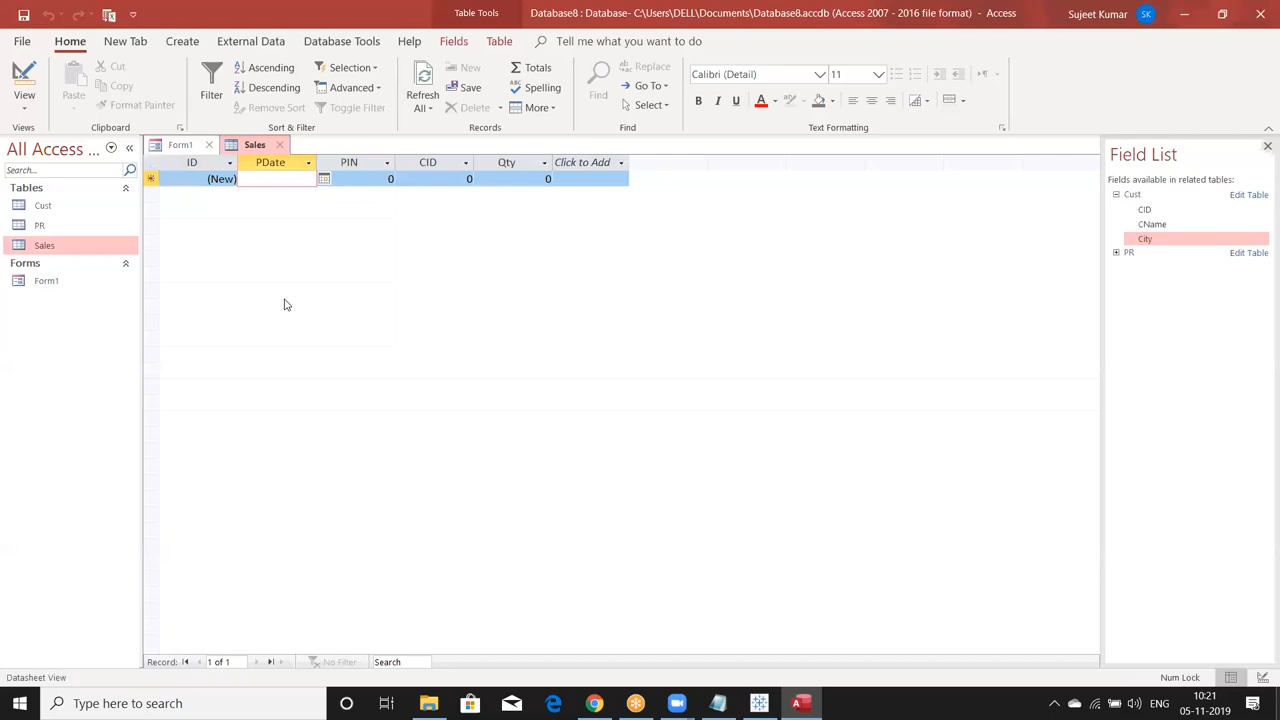 Table Tools
Database8 : Database- C:\Users\DELL\Documents\Database8.accdb (Access 2007 - 2016 file format) - Access
Sujeet Kumar
SK
File Home New Tab Create External Data Database Tools Help Fields Table Tell me what you want to do
View
Views
Paste
Cut
Copy
Format Painter
Clipboard
Filter
Ascending
Descending
Remove Sort
Selection
Advanced
Toggle Filter
Sort & Filter
Refresh
All
New
Save
Delete
Totals
Spelling
More
Records
Find
Replace
Go To
Select
Find
Calibri (Detail)
11
B I U A
Text Formatting
All Access ...
Search...
Tables
Cust
PR
Sales
Forms
Form1
Form1
Sales
ID PDate PIN CID Qty Click to Add
(New) 0 0 0
Field List
Fields available in related tables:
Cust Edit Table
CID
CName
City
PR Edit Table
Record: 1 of 1 No Filter Search
Datasheet View
Num Lock
Type here to search
10:21
05-11-2019